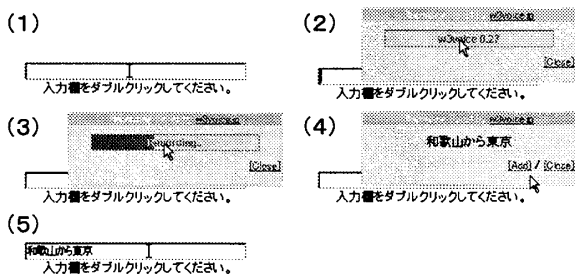 (1)
入力欄をダブルクリックしてください。
(2)
w3voice.jp
w3voice 0.2?
[Close]
入力欄をダブルクリックしてください。
(3)
w3voice.jp
Recording...
[Close]
入力欄をダブルクリックしてください。
(4)
w3voice.jp
和歌山から東京
[Add] / [Close]
入力欄をダブルクリックしてください。
(5)
和歌山から東京
入力欄をダブルクリックしてください。